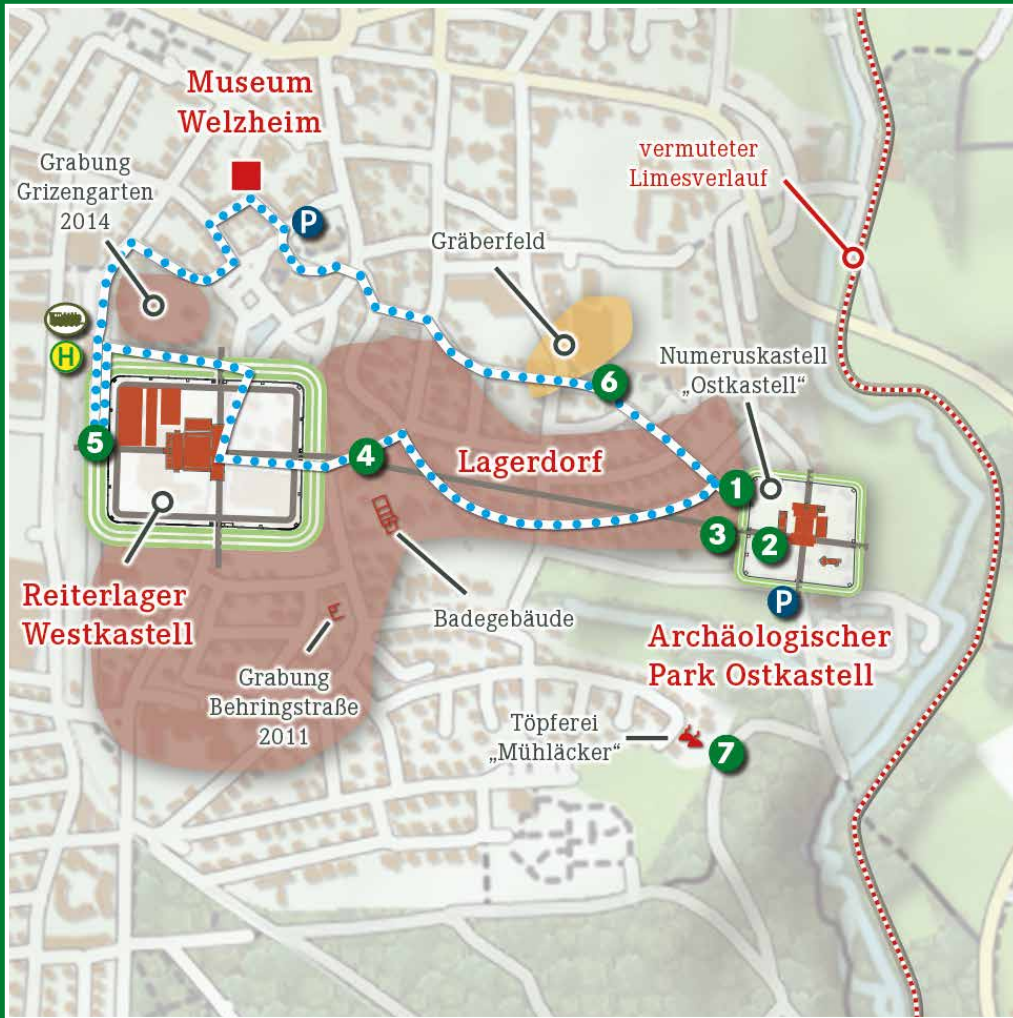 Museum
Welzheim
Grabung
Grizengarten
2014
P
vermuteter
Limesverlauf
Gräberfeld
H
Numeruskastell
„Ostkastell“
6
5
4
Lagerdorf
1
3
2
Reiterlager
Westkastell
Badegebäude
P
Archäologischer
Park Ostkastell
Grabung
Behringstraße
2011
Töpferei
„Mühläcker“
7